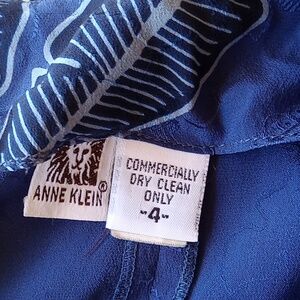 ANNE KLEIN®
COMMERCIALLY
DRY CLEAN
ONLY
-4-